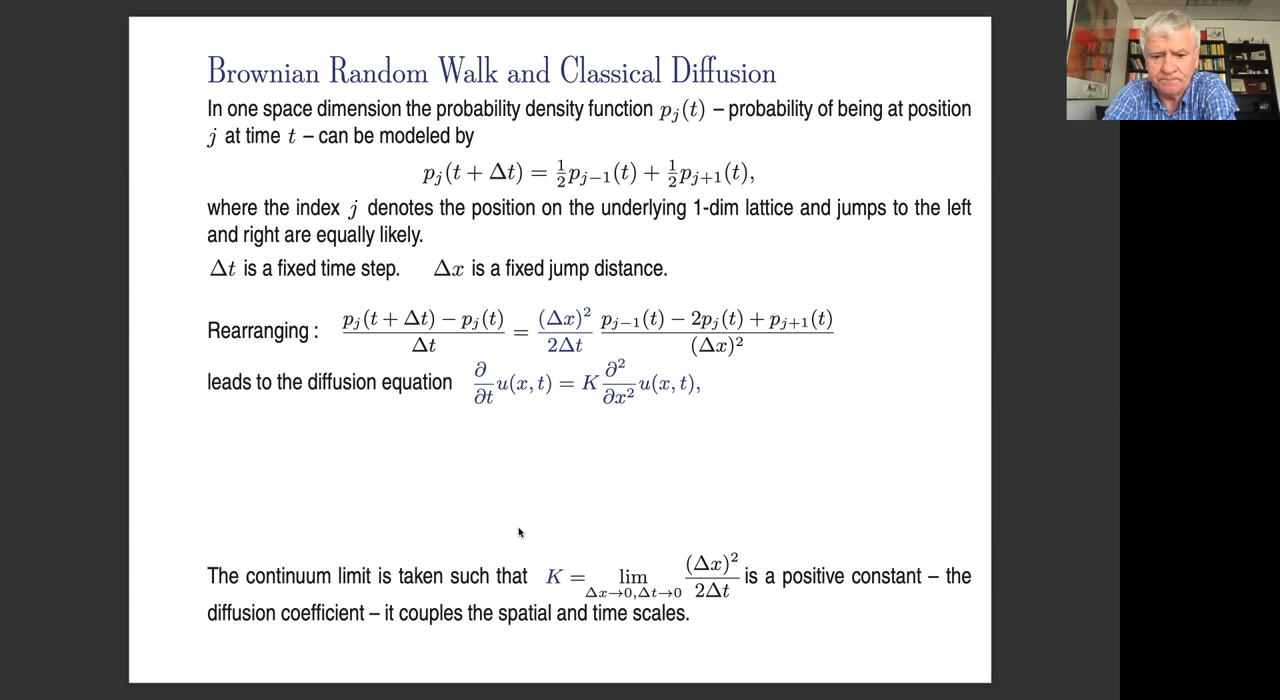 Brownian Random Walk and Classical Diffusion
In one space dimension the probability density function p_j(t) – probability of being at position
j at time t – can be modeled by
p_j(t + Δt) = ½p_{j−1}(t) + ½p_{j+1}(t),
where the index j denotes the position on the underlying 1-dim lattice and jumps to the left
and right are equally likely.
Δt is a fixed time step. Δx is a fixed jump distance.
Rearranging : (p_j(t + Δt) − p_j(t))/Δt = (Δx)²/(2Δt) (p_{j−1}(t) − 2p_j(t) + p_{j+1}(t))/(Δx)²
leads to the diffusion equation ∂/∂t u(x, t) = K ∂²/∂x² u(x, t),
The continuum limit is taken such that K = lim_{Δx→0,Δt→0} (Δx)²/(2Δt) is a positive constant – the
diffusion coefficient – it couples the spatial and time scales.